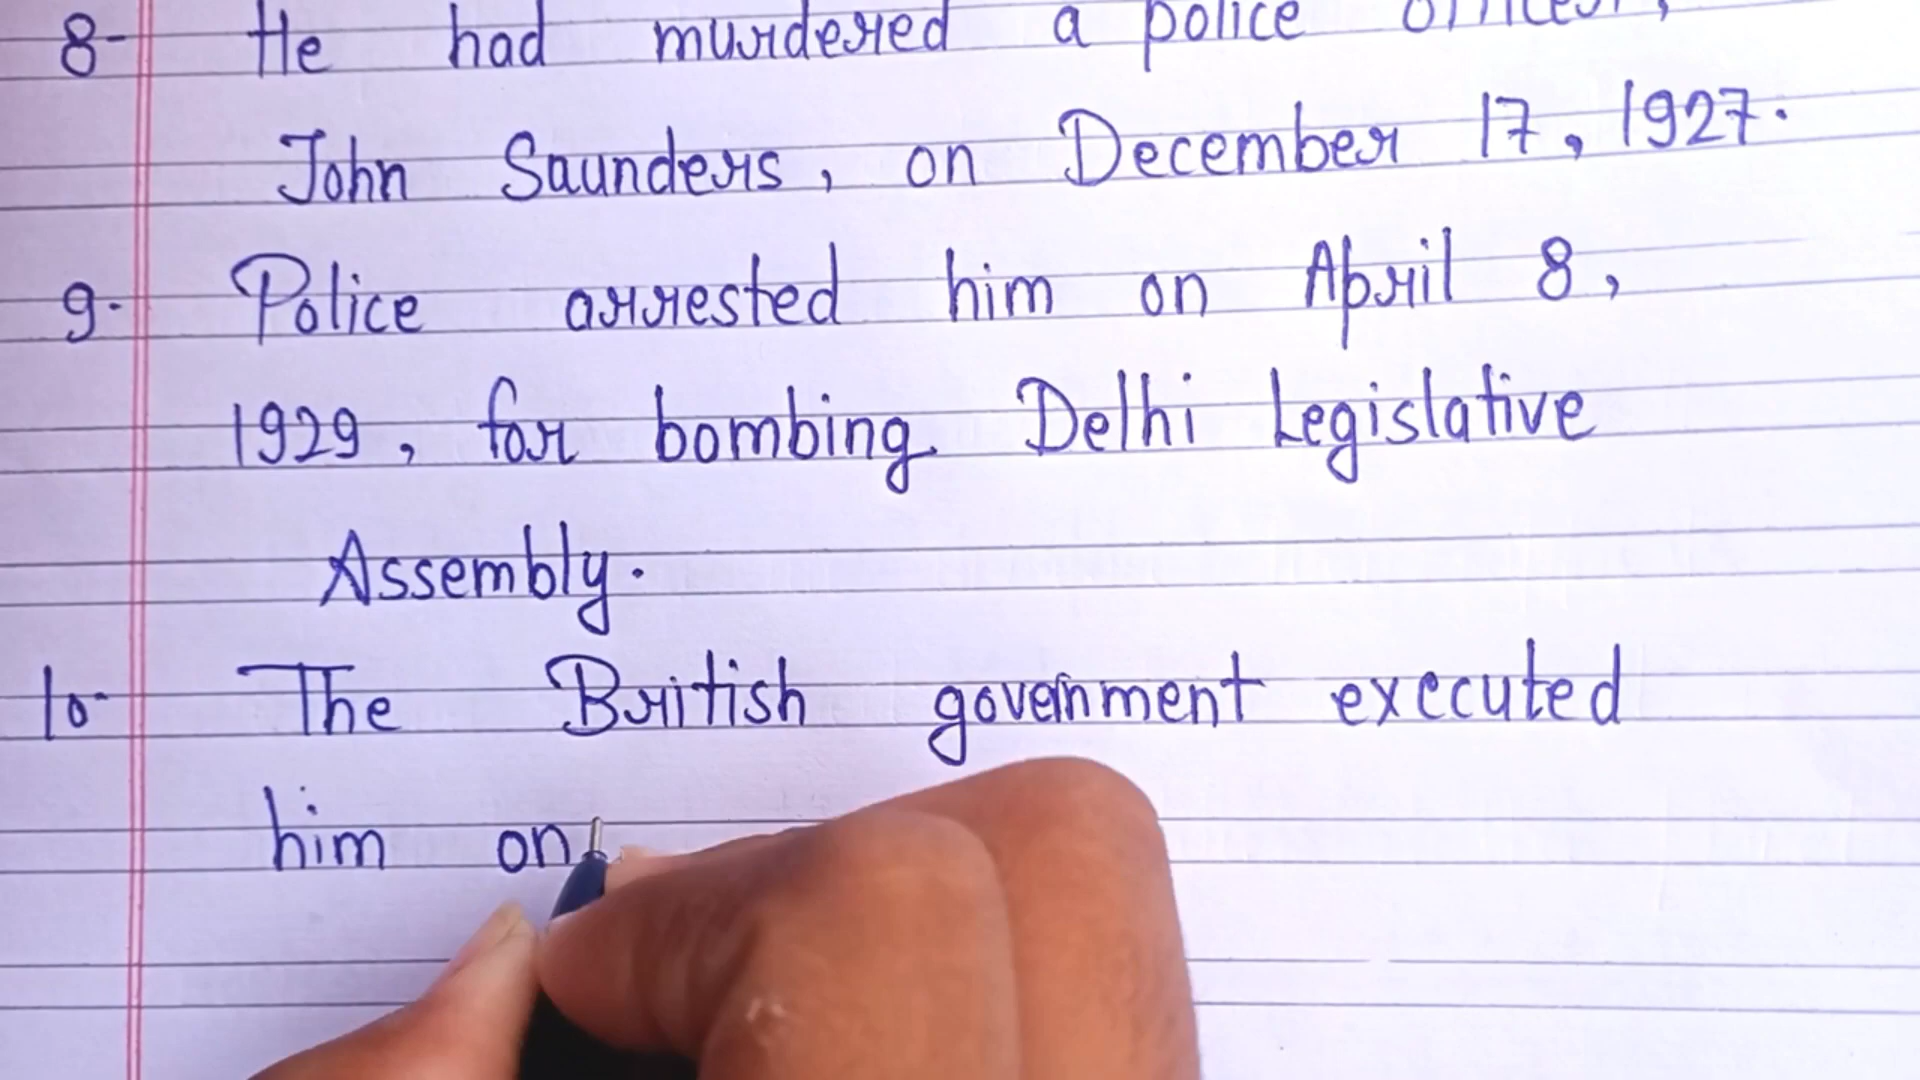 8- He had murdered a police officer,
John Saunders, on December 17, 1927.
9. Police arrested him on April 8,
1929, for bombing Delhi Legislative
Assembly.
10- The British government executed
him on